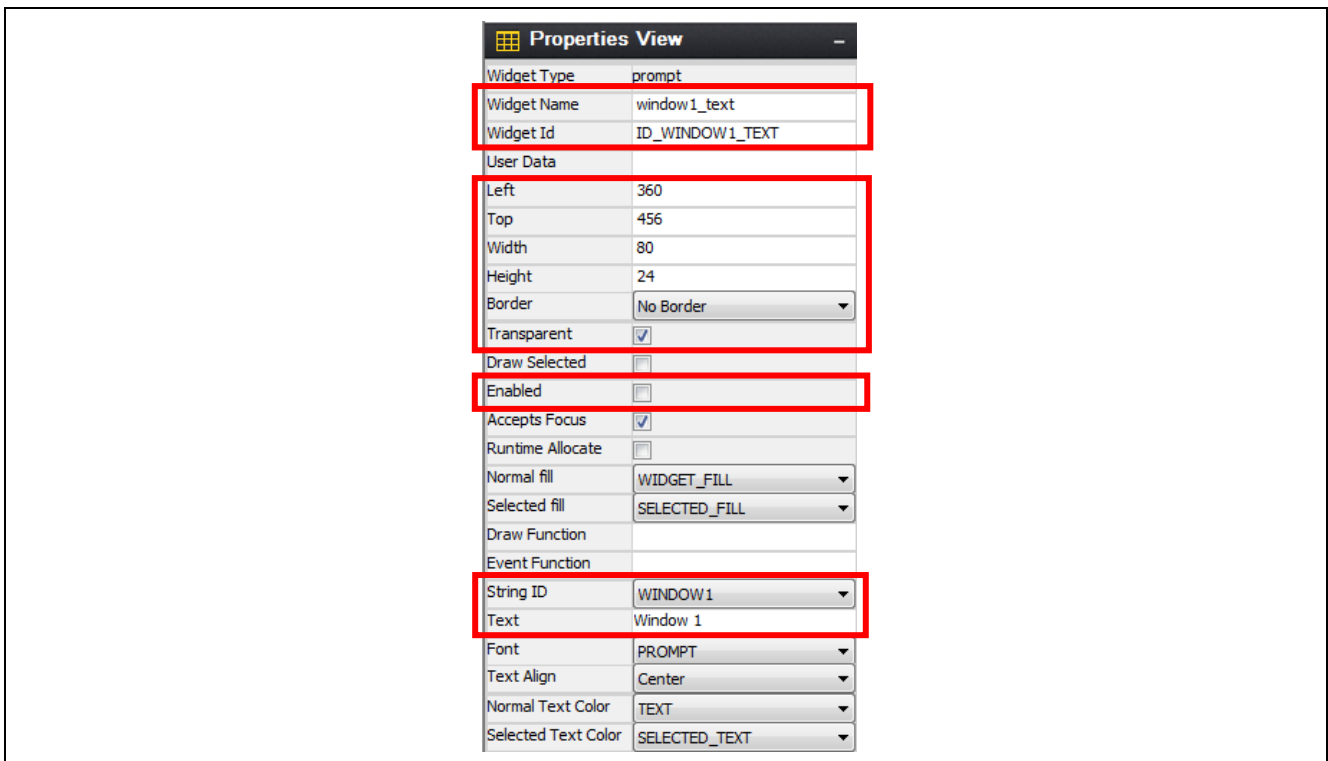 Properties View
Widget Type prompt
Widget Name window1_text
Widget Id ID_WINDOW1_TEXT
User Data
Left 360
Top 456
Width 80
Height 24
Border No Border
Transparent
Draw Selected
Enabled
Accepts Focus
Runtime Allocate
Normal fill WIDGET_FILL
Selected fill SELECTED_FILL
Draw Function
Event Function
String ID WINDOW1
Text Window 1
Font PROMPT
Text Align Center
Normal Text Color TEXT
Selected Text Color SELECTED_TEXT